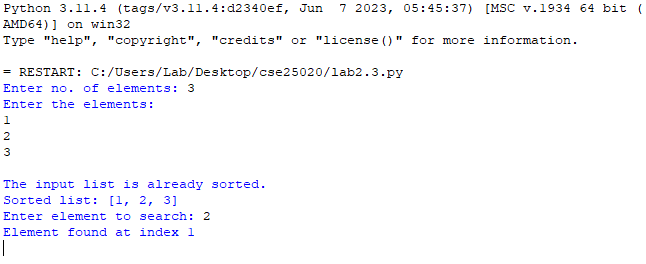 Python 3.11.4 (tags/v3.11.4:d2340ef, Jun  7 2023, 05:45:37) [MSC v.1934 64 bit (
AMD64)] on win32
Type "help", "copyright", "credits" or "license()" for more information.
= RESTART: C:/Users/Lab/Desktop/cse25020/lab2.3.py
Enter no. of elements: 3
Enter the elements:
1
2
3
The input list is already sorted.
Sorted list: [1, 2, 3]
Enter element to search: 2
Element found at index 1